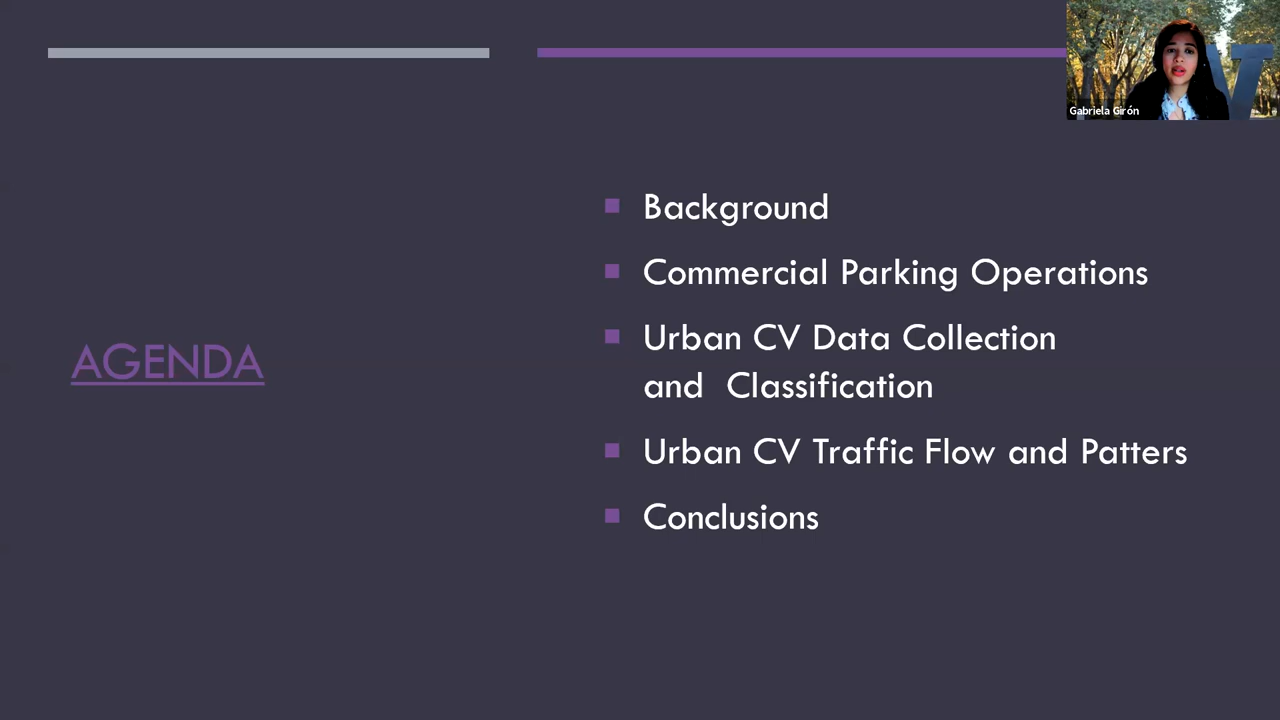 Gabriela Girón
AGENDA
Background
Commercial Parking Operations
Urban CV Data Collection
and Classification
Urban CV Traffic Flow and Patters
Conclusions